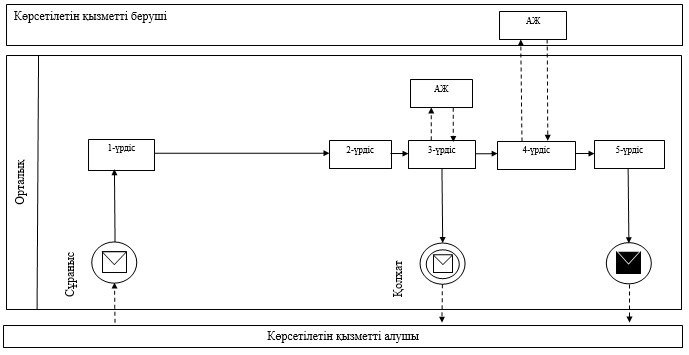 Көрсетілетін қызметті беруші
АЖ
АЖ
Орталық
1-үрдіс
2-үрдіс
3-үрдіс
4-үрдіс
5-үрдіс
Сұраныс
Қолхат
Көрсетілетін қызметті алушы